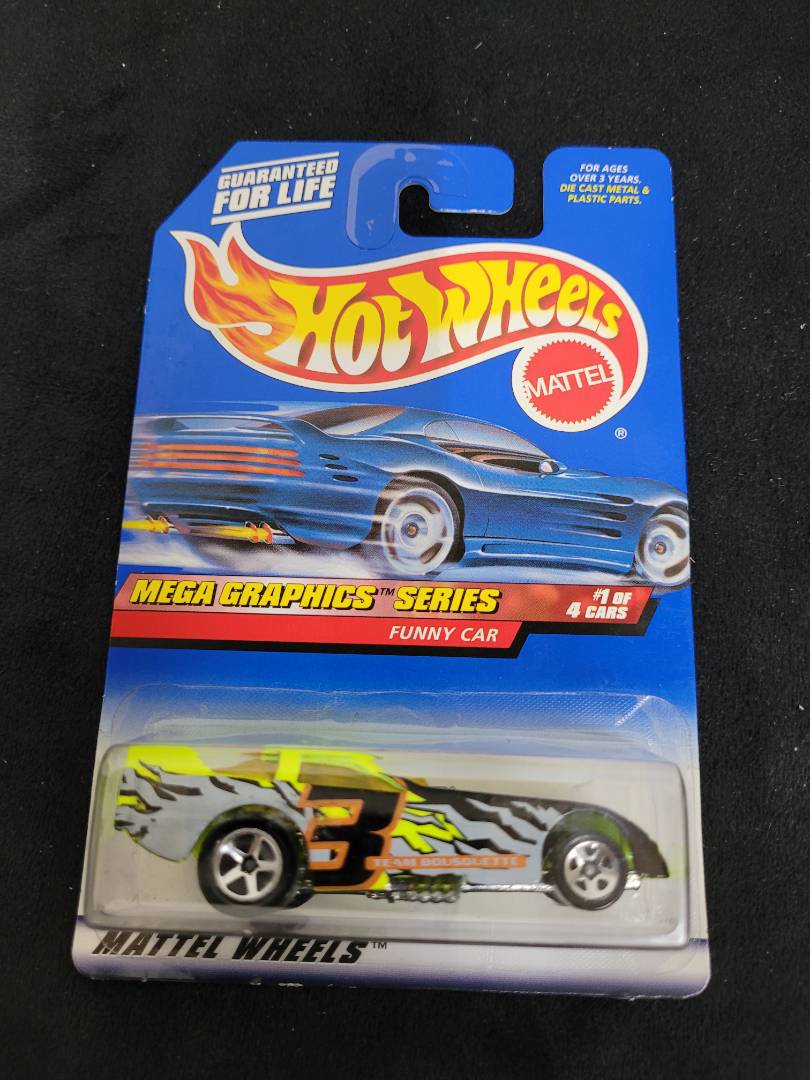 GUARANTEED
FOR LIFE
FOR AGES
OVER 3 YEARS.
DIE CAST METAL &
PLASTIC PARTS.
HOT WHEELS
MATTEL
®
MEGA GRAPHICS™ SERIES
#1 OF
4 CARS
FUNNY CAR
3
TEAM BOUSQUETTE
MATTEL WHEELS™